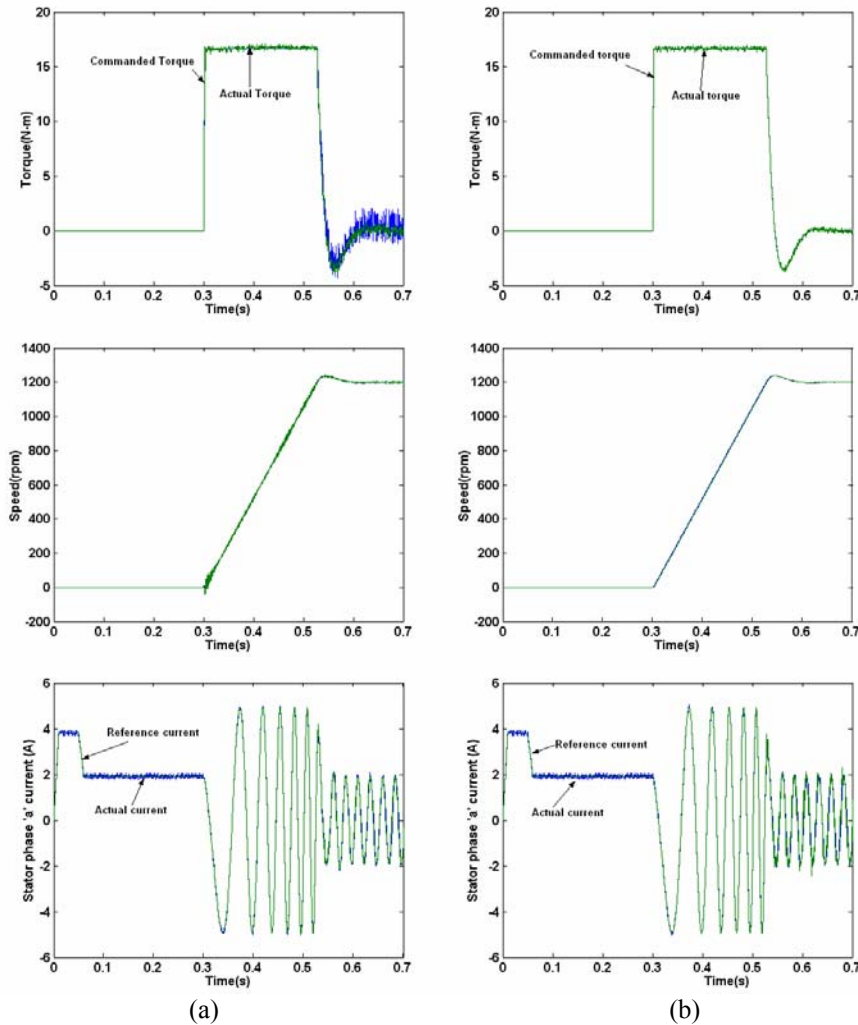 20
15
10
5
0
-5
Torque(N-m)
Commanded Torque
Actual Torque
0 0.1 0.2 0.3 0.4 0.5 0.6 0.7
Time(s)
20
15
10
5
0
-5
Torque(N-m)
Commanded torque
Actual torque
0 0.1 0.2 0.3 0.4 0.5 0.6 0.7
Time(s)
1400
1200
1000
800
600
400
200
0
-200
Speed(rpm)
0 0.1 0.2 0.3 0.4 0.5 0.6 0.7
Time(s)
1400
1200
1000
800
600
400
200
0
-200
Speed(rpm)
0 0.1 0.2 0.3 0.4 0.5 0.6 0.7
Time(s)
6
4
2
0
-2
-4
-6
Stator phase 'a' current (A)
Reference current
Actual current
0 0.1 0.2 0.3 0.4 0.5 0.6 0.7
Time(s)
6
4
2
0
-2
-4
-6
Stator phase 'a' current (A)
Reference current
Actual current
0 0.1 0.2 0.3 0.4 0.5 0.6 0.7
Time(s)
(a)
(b)